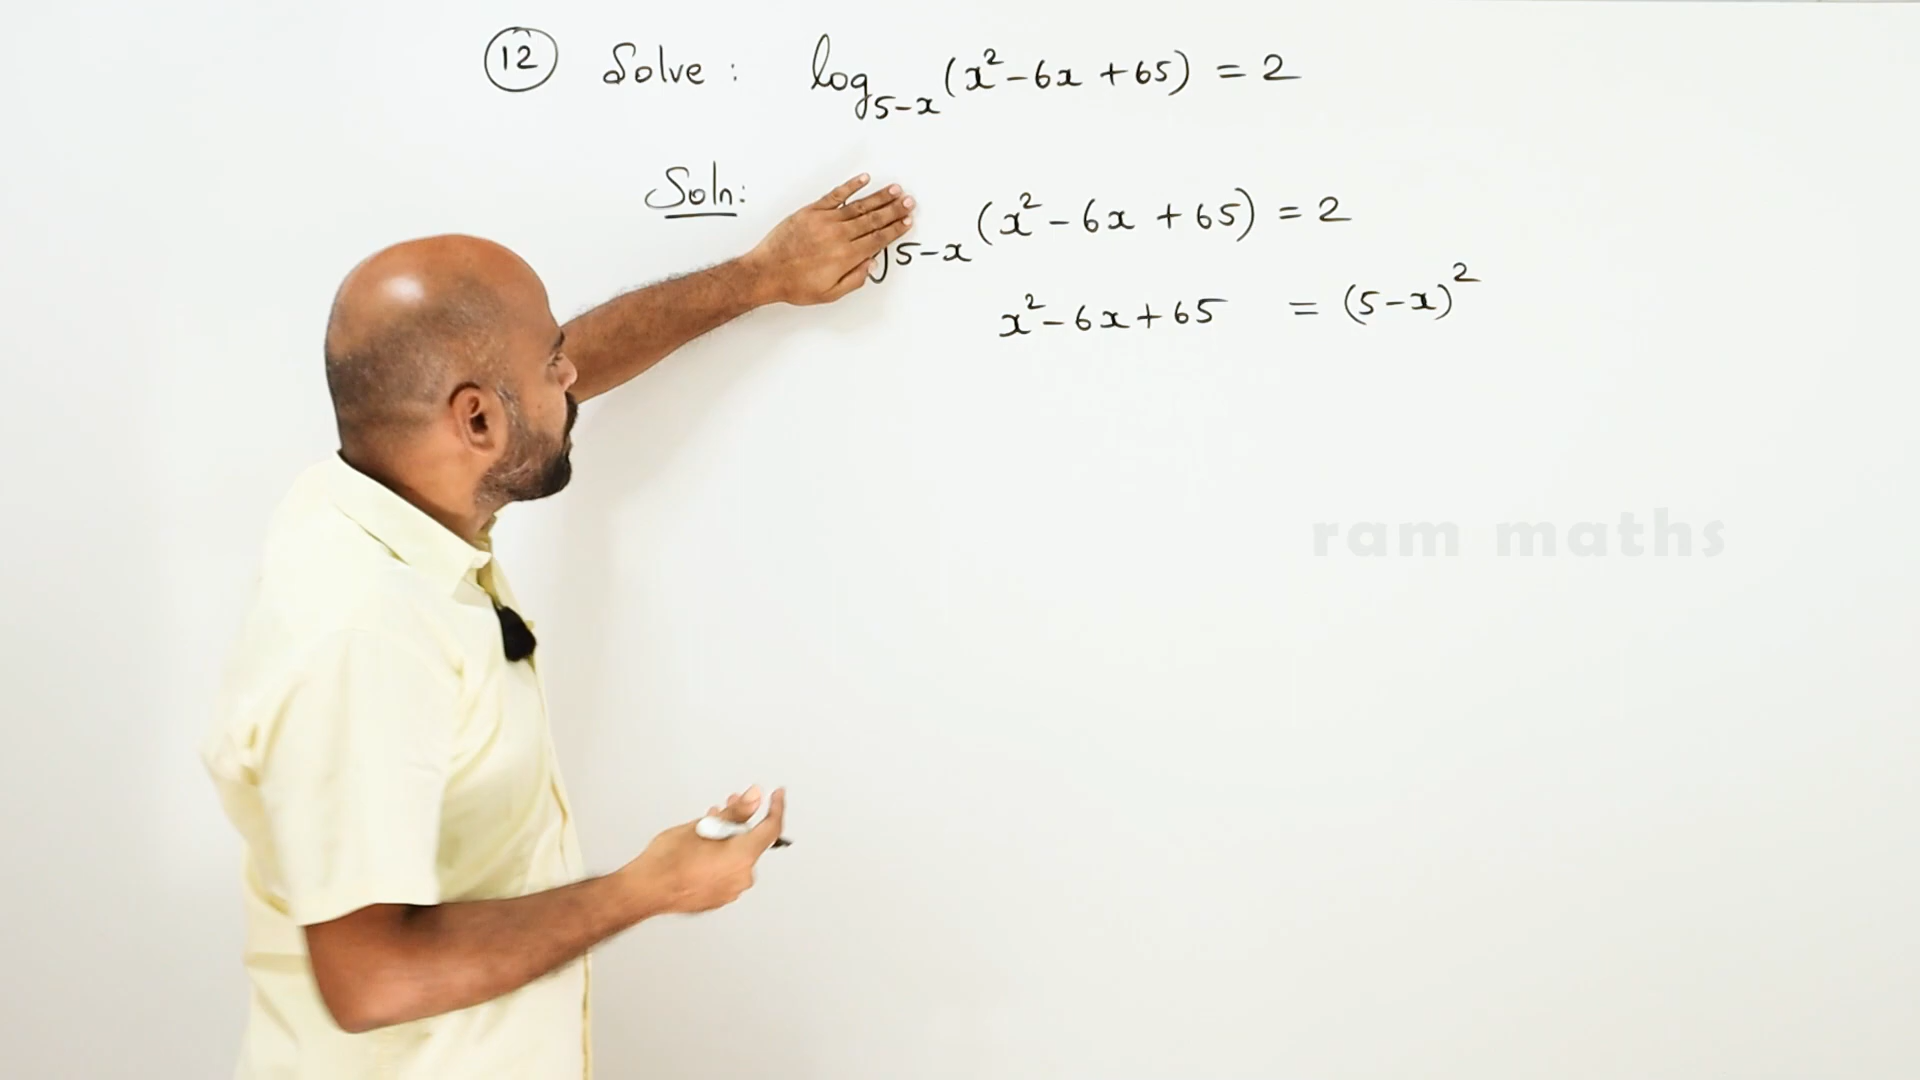 12 Solve : log₅₋ₓ(x²-6x+65) = 2
Soln:
5-x (x²-6x+65) = 2
x²-6x+65 = (5-x)²
ram maths